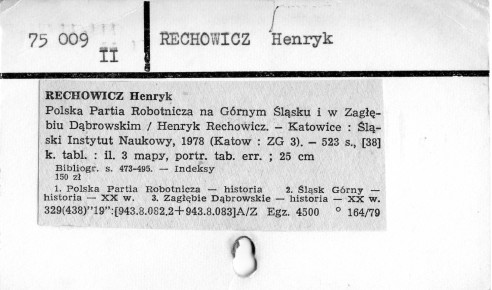 75 009
II
RECHOWICZ Henryk
RECHOWICZ Henryk
Polska Partia Robotnicza na Górnym Śląsku i w Zagłę-
biu Dąbrowskim / Henryk Rechowicz. — Katowice : Ślą-
ski Instytut Naukowy, 1978 (Katow : ZG 3). — 523 s., [38]
k. tabl. : il. 3 mapy, portr. tab. err. ; 25 cm
Bibliogr. s. 473-495. — Indeksy
150 zł
1. Polska Partia Robotnicza — historia 2. Śląsk Górny —
historia — XX w. 3. Zagłębie Dąbrowskie — historia — XX w.
329(438)"19":[943.8.082.2+943.8.083]A/Z Egz. 4500 ° 164/79